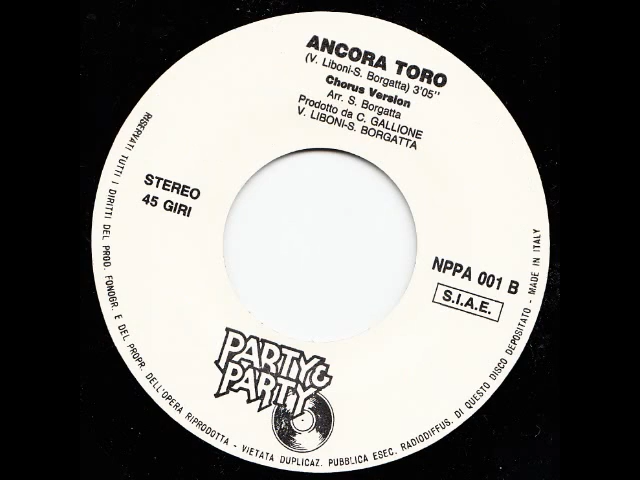 ANCORA TORO
(V. Liboni-S. Borgatta) 3'05"
Chorus Version
Arr. S. Borgatta
Prodotto da C. GALLIONE
V. LIBONI-S. BORGATTA
STEREO
45 GIRI
NPPA 001 B
S.I.A.E.
PARTY & PARTY
RISERVATI TUTTI I DIRITTI DEL PROD. FONOGR. E DEL PROPR. DELL'OPERA RIPRODOTTA - VIETATA DUPLICAZ. PUBBLICA ESEC. RADIODIFFUS. DI QUESTO DISCO DEPOSITATO - MADE IN ITALY